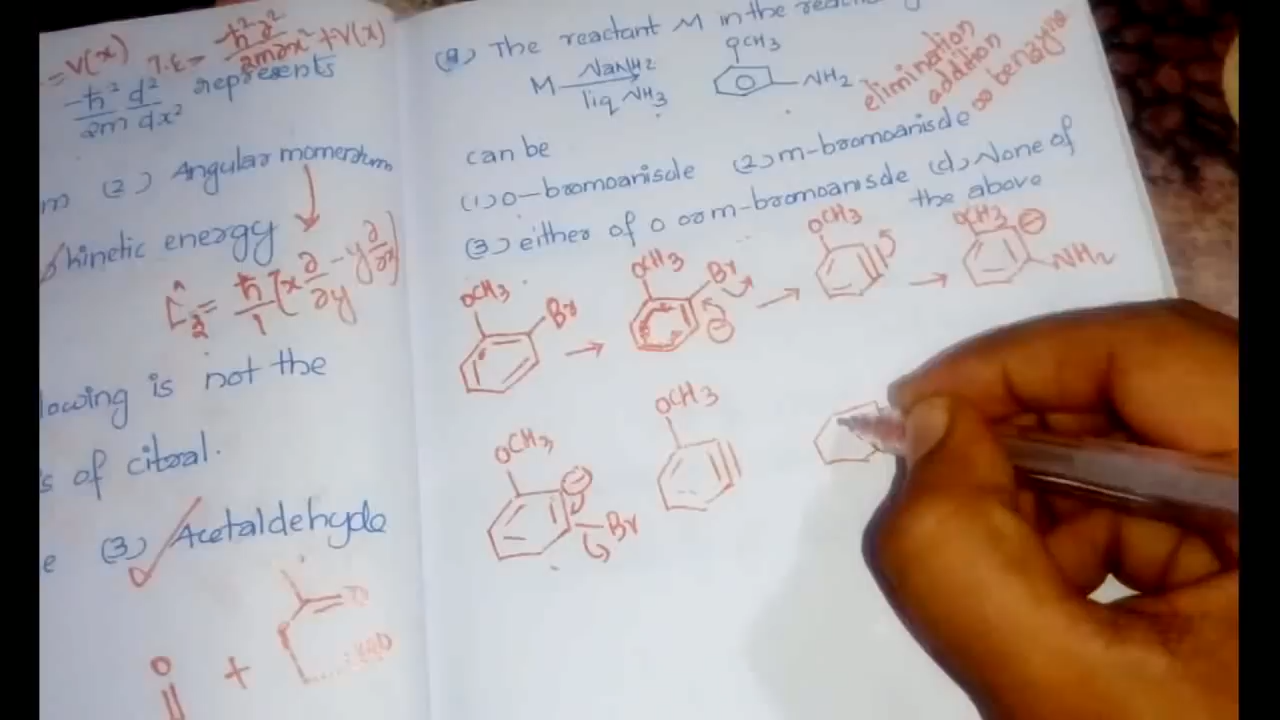 = V(x) T.E = ħ² ∂² / 2m ∂x² + V(x)
-ħ²/2m d²/dx² represents
m (2) Angular momentum
kinetic energy
L̂z = ħ/i [x ∂/∂y - y ∂/∂x]
lowing is not the
s of citral.
e (3) Acetaldehyde
O
+
O
(9) The reactant M in the
M NaNH2 / liq NH3
OCH3
NH2
elimination
addition
∞ benzyne
can be
(1) o-bromoanisole (2) m-bromoanisole
(3) either of o or m-bromoanisole (d) None of
the above
OCH3
Br
OCH3
Br
⊖
OCH3
OCH3
⊖
NH2
OCH3
⊖
Br
OCH3